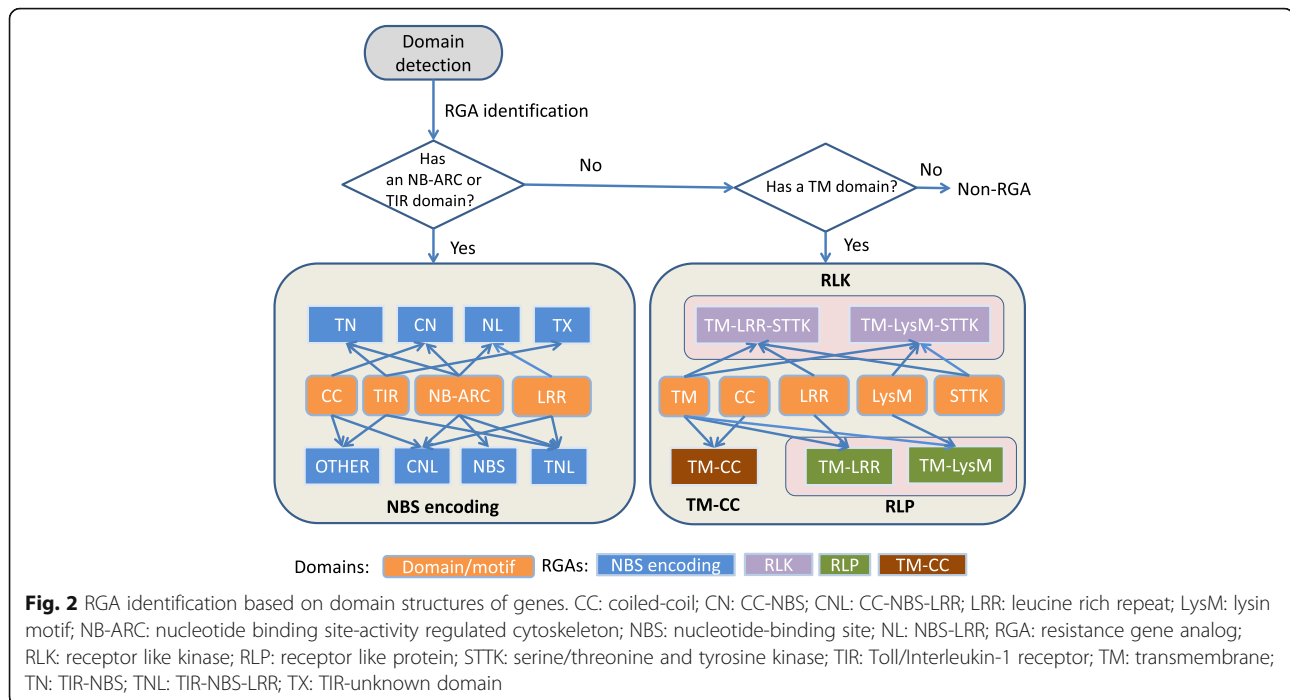 Domain
detection
RGA identification
Has
an NB-ARC or
TIR domain?
No
Has a TM domain?
No
Non-RGA
Yes
Yes
RLK
TN
CN
NL
TX
TM-LRR-STTK
TM-LysM-STTK
CC
TIR
NB-ARC
LRR
TM
CC
LRR
LysM
STTK
OTHER
CNL
NBS
TNL
TM-CC
TM-LRR
TM-LysM
NBS encoding
TM-CC
RLP
Domains: Domain/motif RGAs: NBS encoding RLK RLP TM-CC
Fig. 2 RGA identification based on domain structures of genes. CC: coiled-coil; CN: CC-NBS; CNL: CC-NBS-LRR; LRR: leucine rich repeat; LysM: lysin
motif; NB-ARC: nucleotide binding site-activity regulated cytoskeleton; NBS: nucleotide-binding site; NL: NBS-LRR; RGA: resistance gene analog;
RLK: receptor like kinase; RLP: receptor like protein; STTK: serine/threonine and tyrosine kinase; TIR: Toll/Interleukin-1 receptor; TM: transmembrane;
TN: TIR-NBS; TNL: TIR-NBS-LRR; TX: TIR-unknown domain